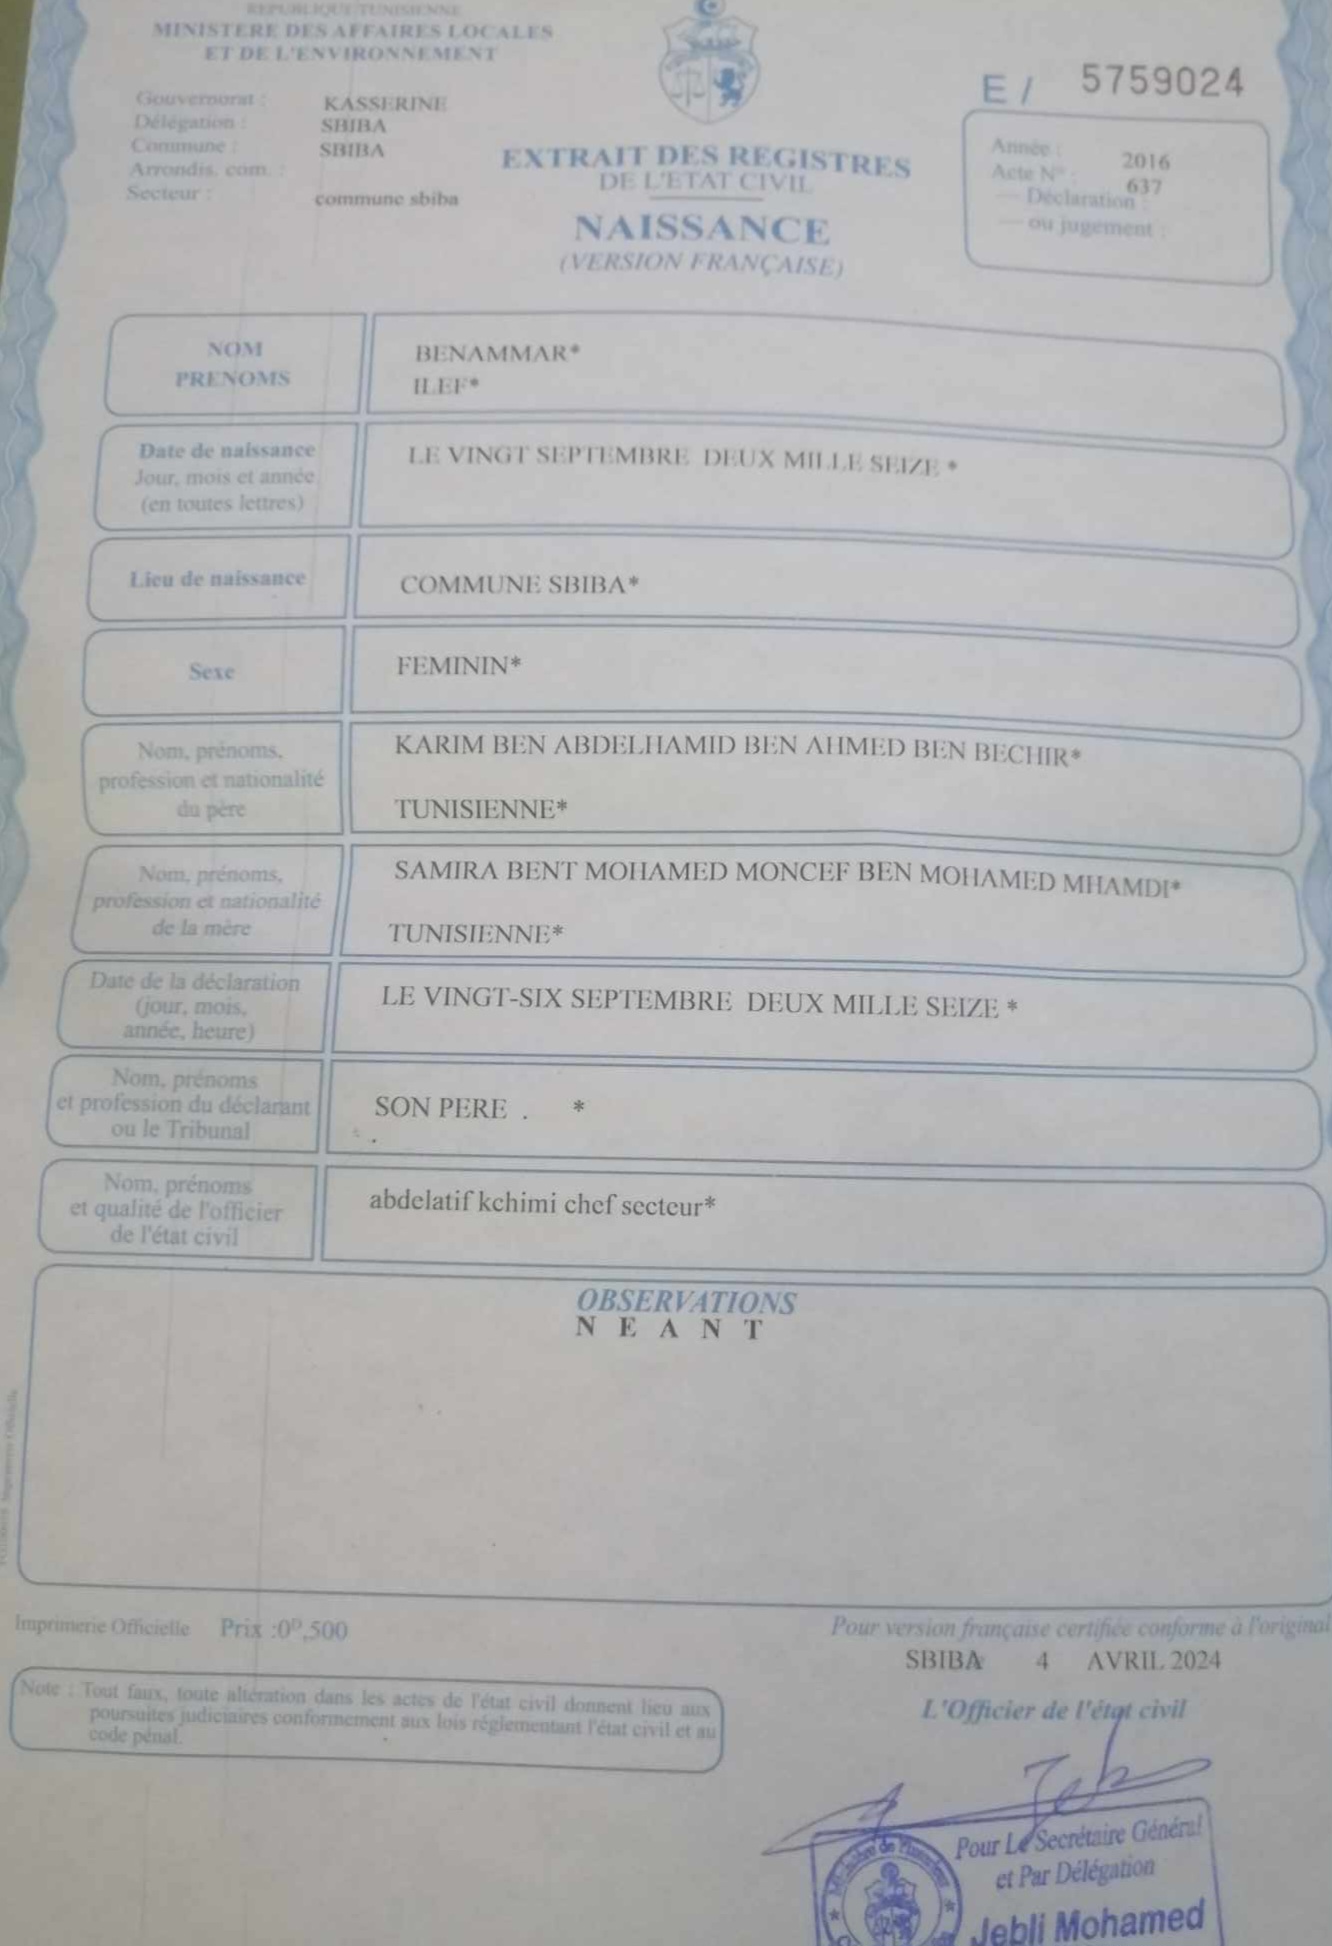 REPUBLIQUE TUNISIENNE
MINISTERE DES AFFAIRES LOCALES
ET DE L'ENVIRONNEMENT
Gouvernorat : KASSERINE
Délégation : SBIBA
Commune : SBIBA
Arrondis. com. :
Secteur : commune sbiba
EXTRAIT DES REGISTRES
DE L'ETAT CIVIL
NAISSANCE
(VERSION FRANÇAISE)
E / 5759024
Année : 2016
Acte N° : 637
— Déclaration :
— ou jugement :
NOM BENAMMAR*
PRENOMS ILEF*
Date de naissance LE VINGT SEPTEMBRE DEUX MILLE SEIZE *
Jour, mois et année
(en toutes lettres)
Lieu de naissance COMMUNE SBIBA*
Sexe FEMININ*
Nom, prénoms, KARIM BEN ABDELHAMID BEN AHMED BEN BECHIR*
profession et nationalité
du père TUNISIENNE*
Nom, prénoms, SAMIRA BENT MOHAMED MONCEF BEN MOHAMED MHAMDI*
profession et nationalité
de la mère TUNISIENNE*
Date de la déclaration LE VINGT-SIX SEPTEMBRE DEUX MILLE SEIZE *
(jour, mois,
année, heure)
Nom, prénoms
et profession du déclarant SON PERE . *
ou le Tribunal
Nom, prénoms abdelatif kchimi chef secteur*
et qualité de l'officier
de l'état civil
OBSERVATIONS
N E A N T
Imprimerie Officielle Prix :0ᴰ,500
Pour version française certifiée conforme à l'original
SBIBA 4 AVRIL 2024
L'Officier de l'état civil
Note : Tout faux, toute altération dans les actes de l'état civil donnent lieu aux
poursuites judiciaires conformement aux lois réglementant l'état civil et au
code pénal.
Pour Le Secrétaire Général
et Par Délégation
Jebli Mohamed